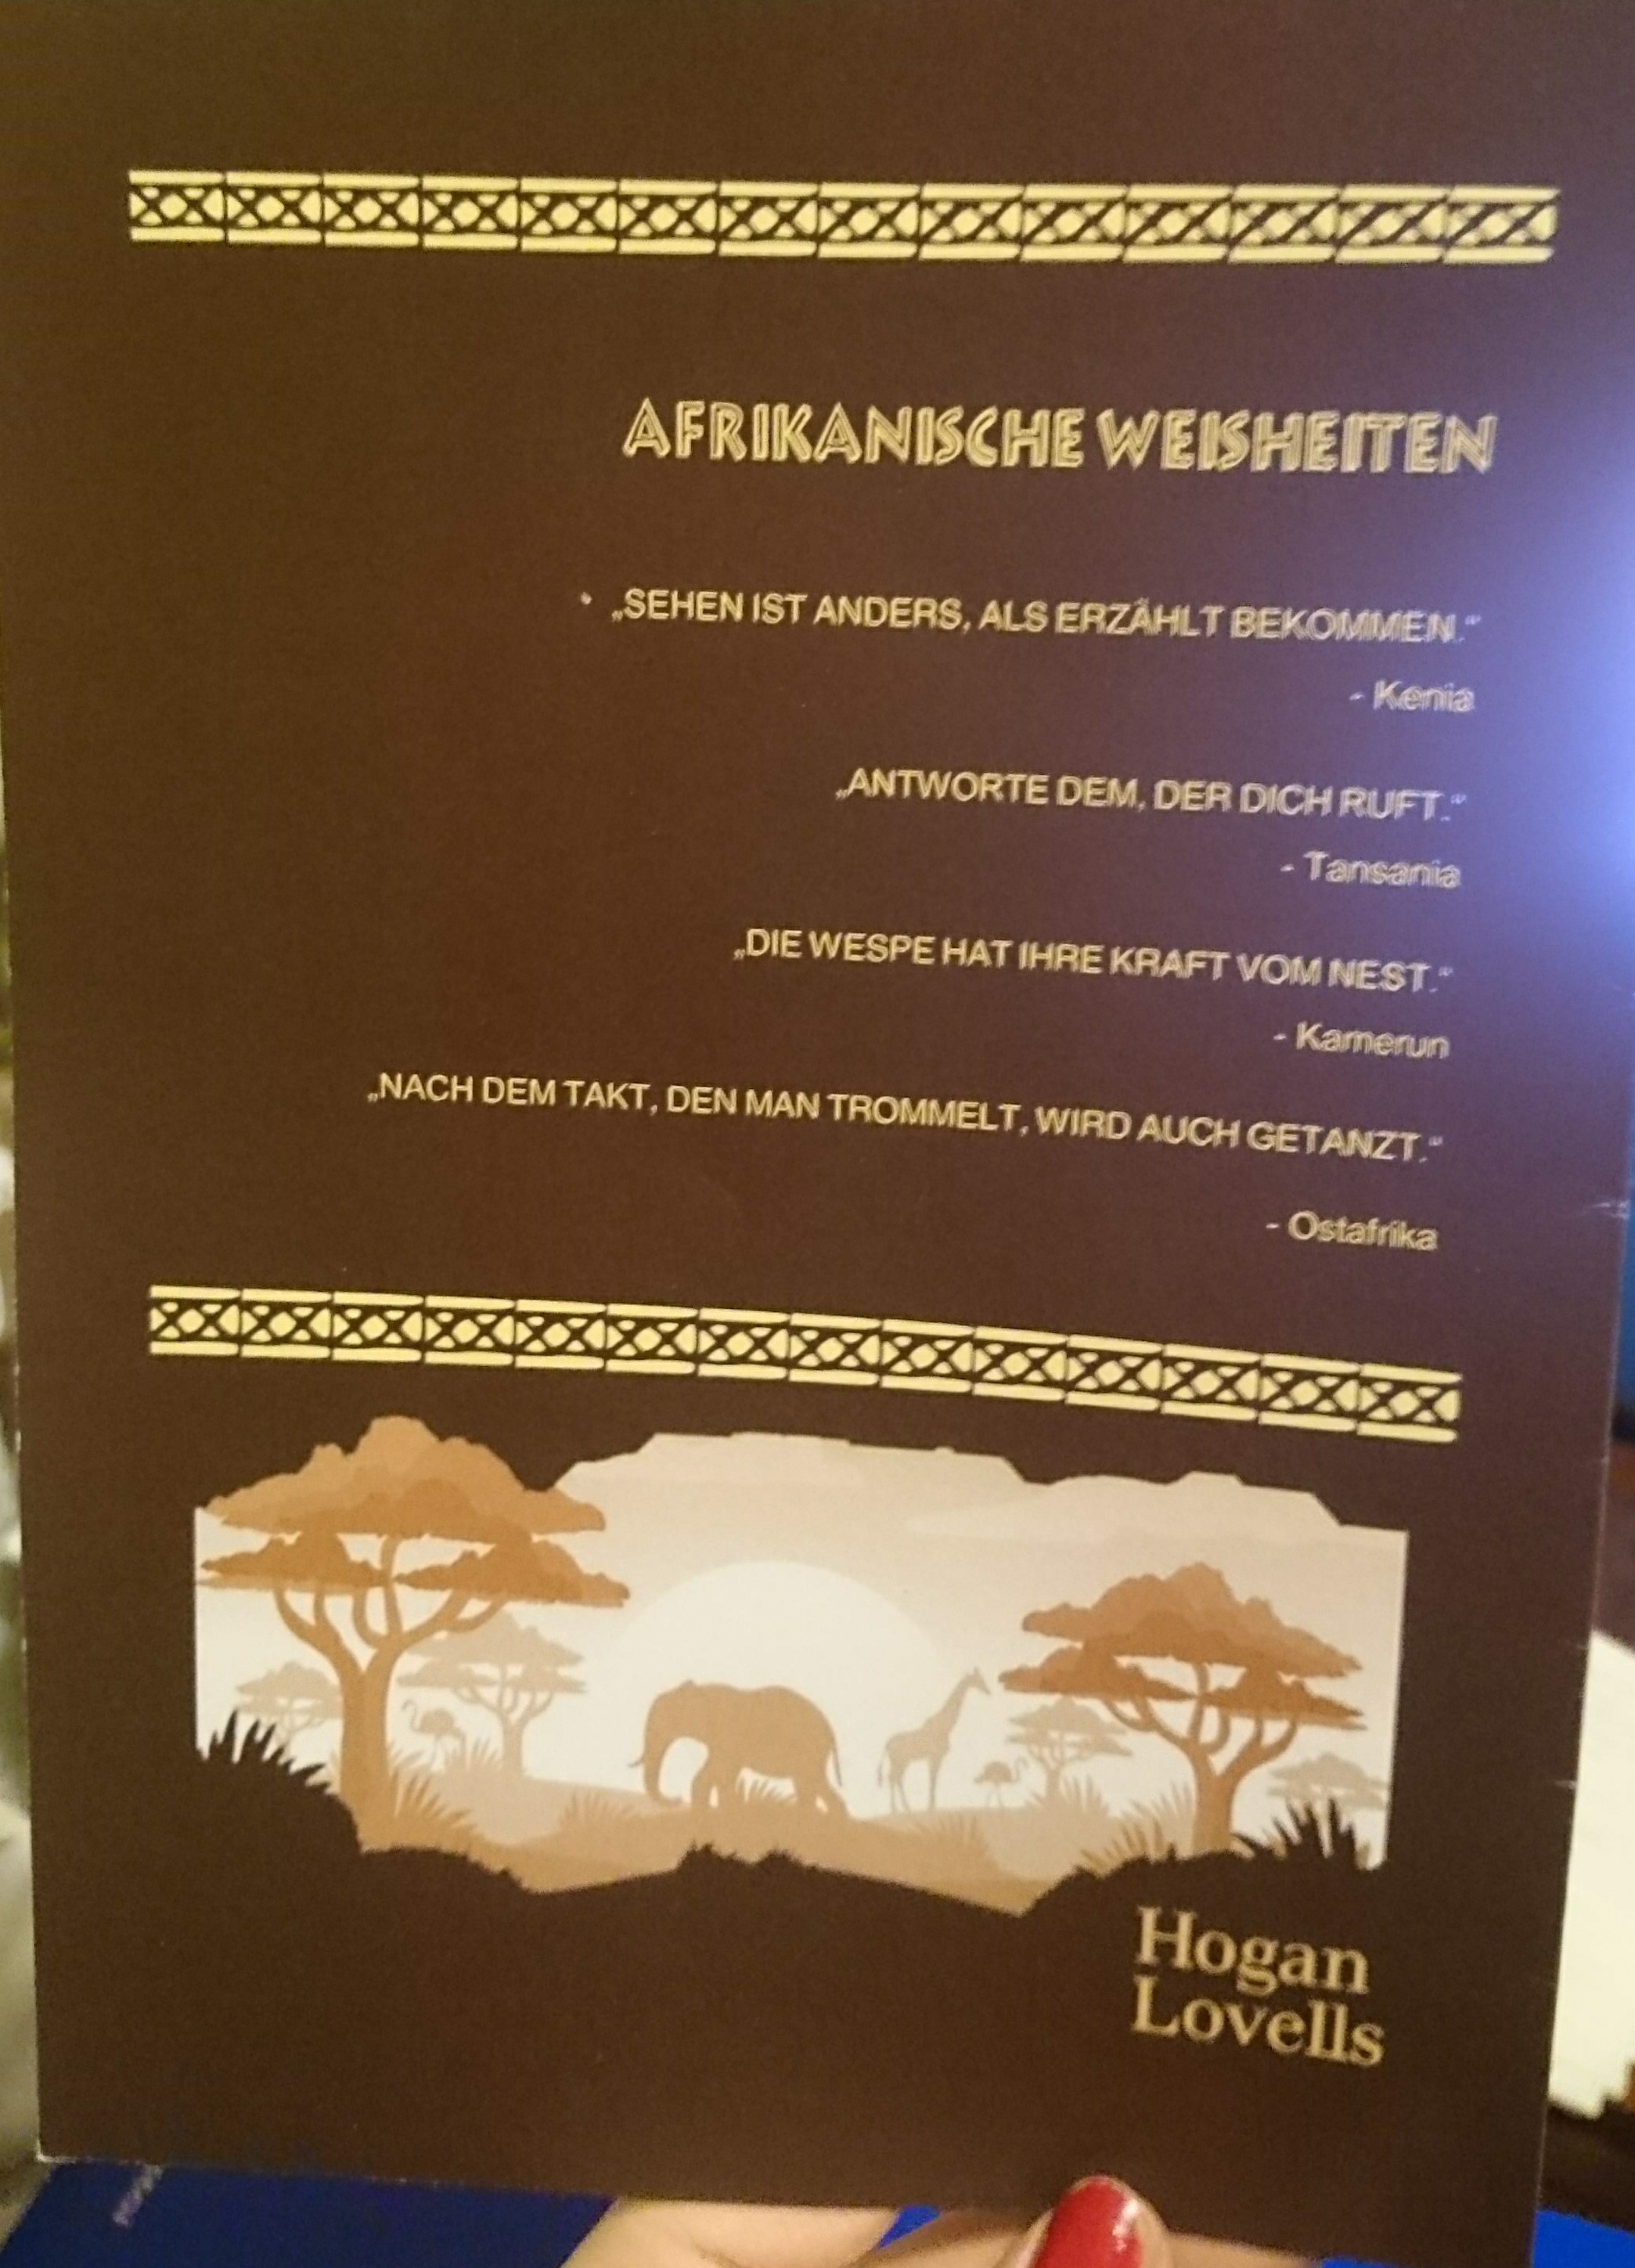 AFRIKANISCHE WEISHEITEN
„SEHEN IST ANDERS, ALS ERZÄHLT BEKOMMEN.“
- Kenia
„ANTWORTE DEM, DER DICH RUFT.“
- Tansania
„DIE WESPE HAT IHRE KRAFT VOM NEST.“
- Kamerun
„NACH DEM TAKT, DEN MAN TROMMELT, WIRD AUCH GETANZT.“
- Ostafrika
Hogan
Lovells